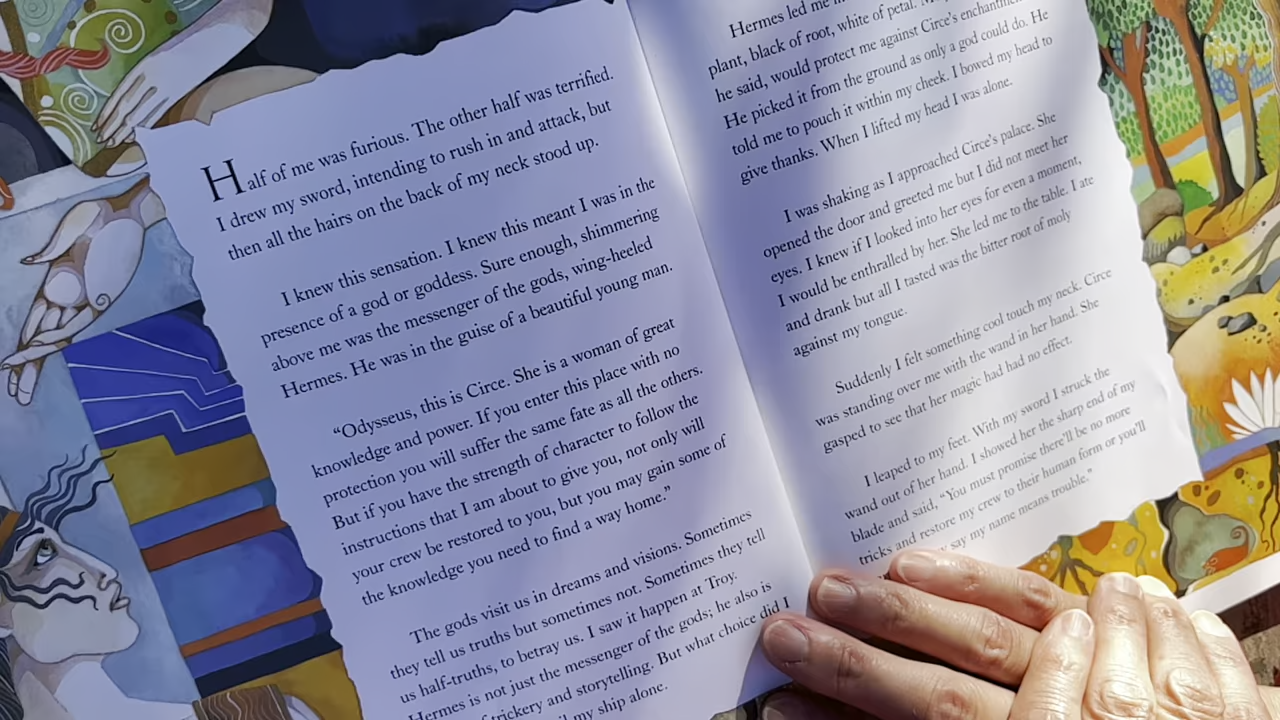 Half of me was furious. The other half was terrified.
I drew my sword, intending to rush in and attack, but
then all the hairs on the back of my neck stood up.
I knew this sensation. I knew this meant I was in the
presence of a god or goddess. Sure enough, shimmering
above me was the messenger of the gods, wing-heeled
Hermes. He was in the guise of a beautiful young man.
“Odysseus, this is Circe. She is a woman of great
knowledge and power. If you enter this place with no
protection you will suffer the same fate as all the others.
But if you have the strength of character to follow the
instructions that I am about to give you, not only will
your crew be restored to you, but you may gain some of
the knowledge you need to find a way home.”
The gods visit us in dreams and visions. Sometimes
they tell us truths but sometimes not. Sometimes they tell
us half-truths, to betray us. I saw it happen at Troy.
Hermes is not just the messenger of the gods; he also is
trickery and storytelling. But what choice did I
my ship alone.
Hermes led me
plant, black of root, white of petal.
he said, would protect me against Circe's
He picked it from the ground as only a god could do. He
told me to pouch it within my cheek. I bowed my head to
give thanks. When I lifted my head I was alone.
I was shaking as I approached Circe's palace. She
opened the door and greeted me but I did not meet her
eyes. I knew if I looked into her eyes for even a moment,
I would be enthralled by her. She led me to the table. I ate
and drank but all I tasted was the bitter root of moly
against my tongue.
Suddenly I felt something cool touch my neck. Circe
was standing over me with the wand in her hand. She
gasped to see that her magic had had no effect.
I leaped to my feet. With my sword I struck the
wand out of her hand. I showed her the sharp end of my
blade and said, “You must promise there'll be no more
tricks and restore my crew to their human form or you'll
say my name means trouble.”